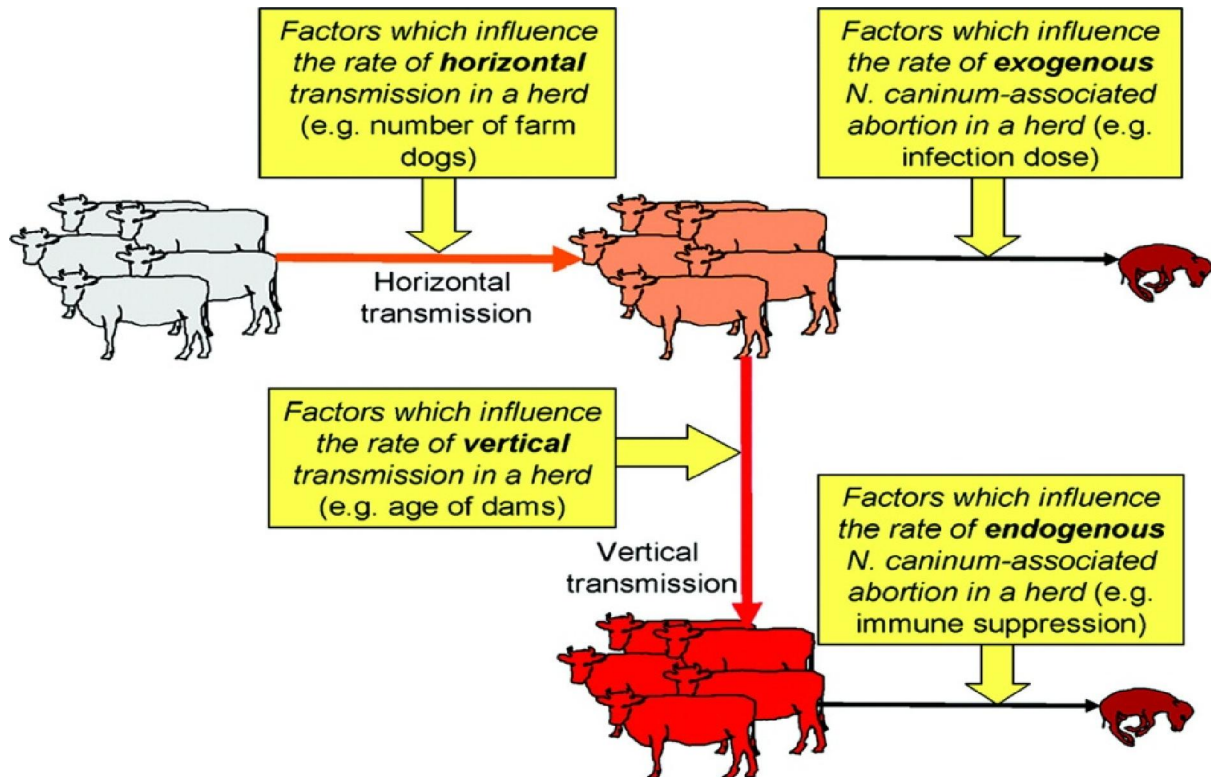 Factors which influence
the rate of horizontal
transmission in a herd
(e.g. number of farm
dogs)
Factors which influence
the rate of exogenous
N. caninum-associated
abortion in a herd (e.g.
infection dose)
Horizontal
transmission
Factors which influence
the rate of vertical
transmission in a herd
(e.g. age of dams)
Vertical
transmission
Factors which influence
the rate of endogenous
N. caninum-associated
abortion in a herd (e.g.
immune suppression)